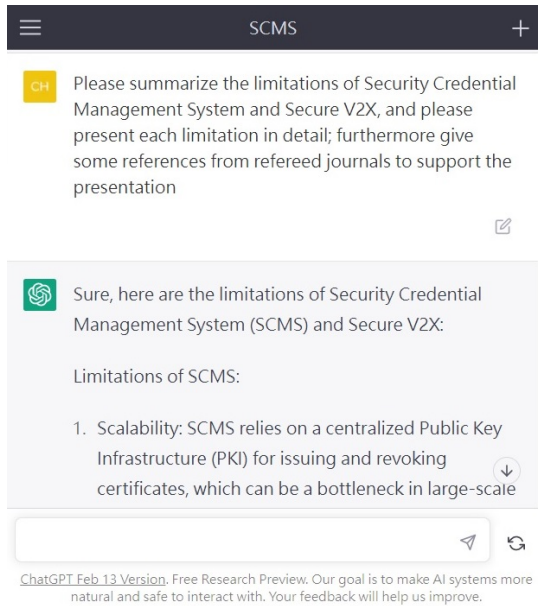 SCMS
CH
Please summarize the limitations of Security Credential
Management System and Secure V2X, and please
present each limitation in detail; furthermore give
some references from refereed journals to support the
presentation
Sure, here are the limitations of Security Credential
Management System (SCMS) and Secure V2X:
Limitations of SCMS:
1. Scalability: SCMS relies on a centralized Public Key
Infrastructure (PKI) for issuing and revoking
certificates, which can be a bottleneck in large-scale
ChatGPT Feb 13 Version. Free Research Preview. Our goal is to make AI systems more
natural and safe to interact with. Your feedback will help us improve.